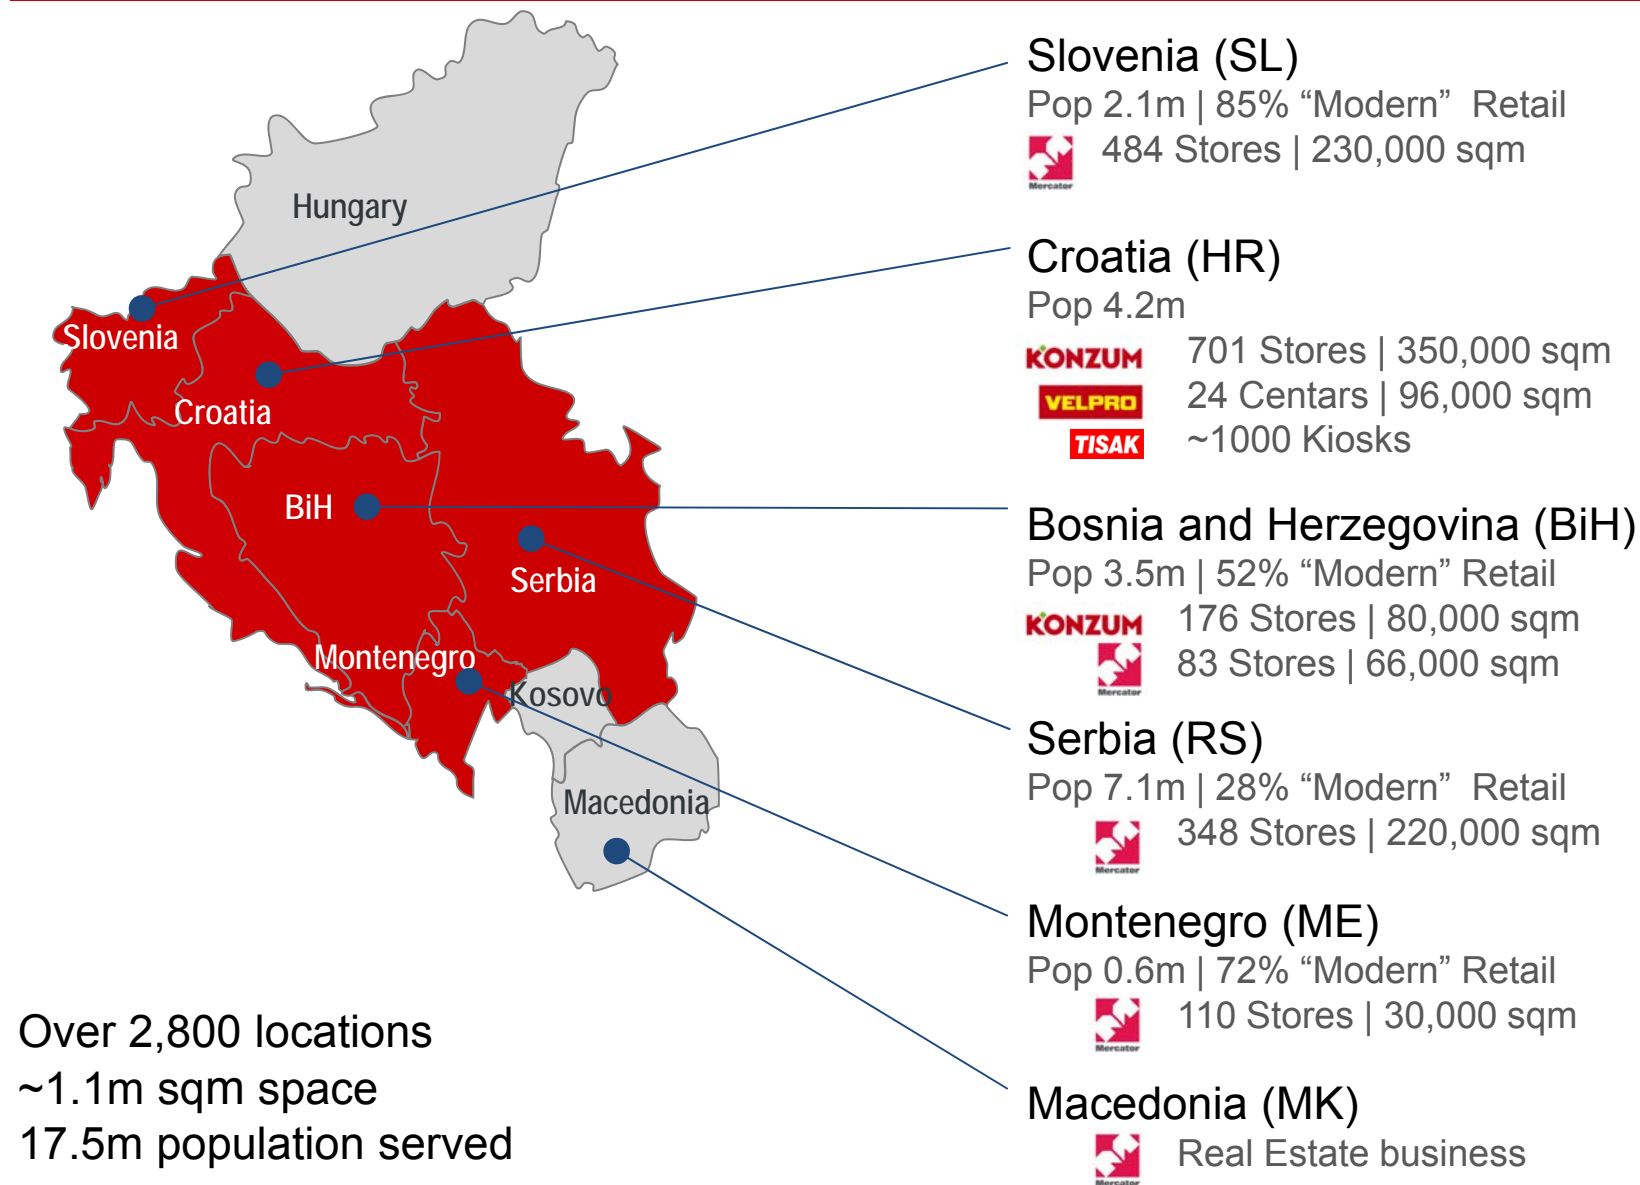 Hungary
Slovenia
Croatia
BiH
Serbia
Montenegro
Kosovo
Macedonia
Over 2,800 locations
~1.1m sqm space
17.5m population served
Slovenia (SL)
Pop 2.1m | 85% “Modern”  Retail
Mercator 484 Stores | 230,000 sqm
Croatia (HR)
Pop 4.2m
KONZUM 701 Stores | 350,000 sqm
VELPRO 24 Centars | 96,000 sqm
TISAK ~1000 Kiosks
Bosnia and Herzegovina (BiH)
Pop 3.5m | 52% “Modern” Retail
KONZUM 176 Stores | 80,000 sqm
Mercator 83 Stores | 66,000 sqm
Serbia (RS)
Pop 7.1m | 28% “Modern”  Retail
Mercator 348 Stores | 220,000 sqm
Montenegro (ME)
Pop 0.6m | 72% “Modern” Retail
Mercator 110 Stores | 30,000 sqm
Macedonia (MK)
Mercator Real Estate business